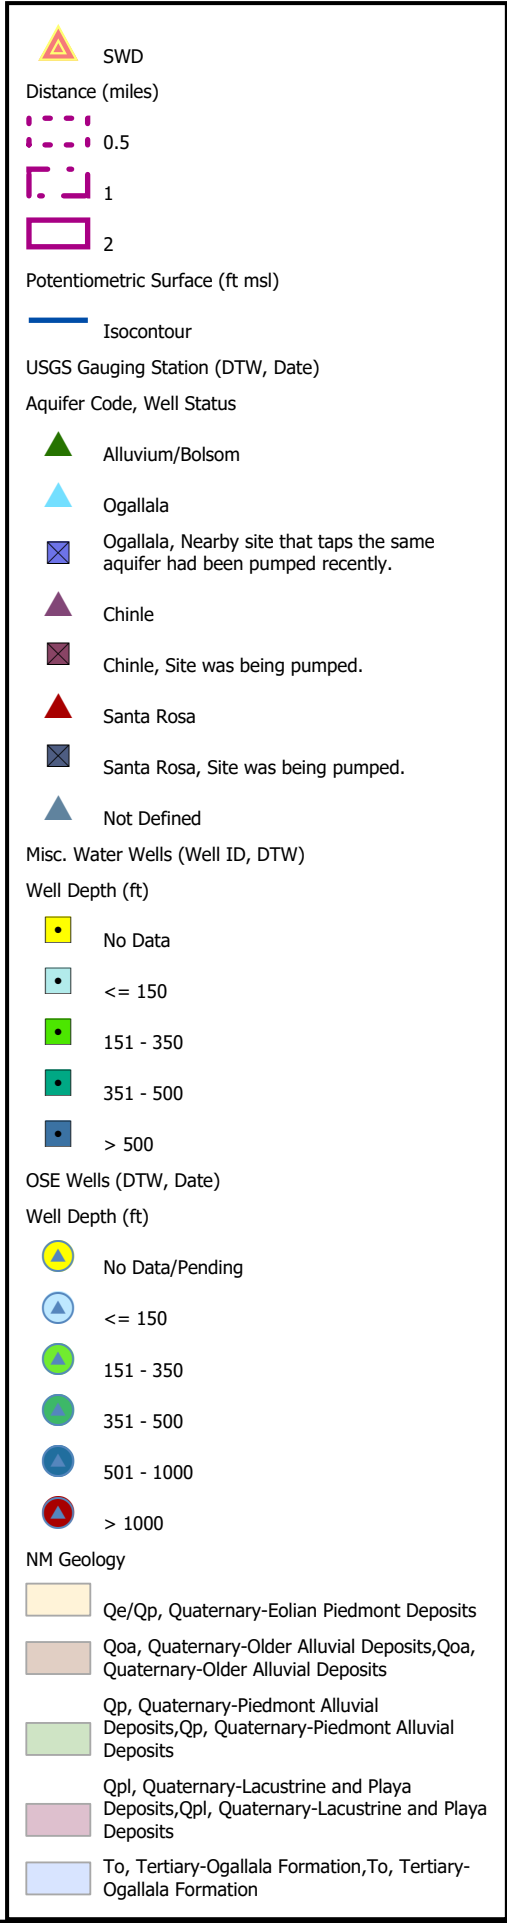 SWD
Distance (miles)
0.5
1
2
Potentiometric Surface (ft msl)
Isocontour
USGS Gauging Station (DTW, Date)
Aquifer Code, Well Status
Alluvium/Bolsom
Ogallala
Ogallala, Nearby site that taps the same
aquifer had been pumped recently.
Chinle
Chinle, Site was being pumped.
Santa Rosa
Santa Rosa, Site was being pumped.
Not Defined
Misc. Water Wells (Well ID, DTW)
Well Depth (ft)
No Data
<= 150
151 - 350
351 - 500
> 500
OSE Wells (DTW, Date)
Well Depth (ft)
No Data/Pending
<= 150
151 - 350
351 - 500
501 - 1000
> 1000
NM Geology
Qe/Qp, Quaternary-Eolian Piedmont Deposits
Qoa, Quaternary-Older Alluvial Deposits,Qoa,
Quaternary-Older Alluvial Deposits
Qp, Quaternary-Piedmont Alluvial
Deposits,Qp, Quaternary-Piedmont Alluvial
Deposits
Qpl, Quaternary-Lacustrine and Playa
Deposits,Qpl, Quaternary-Lacustrine and Playa
Deposits
To, Tertiary-Ogallala Formation,To, Tertiary-
Ogallala Formation